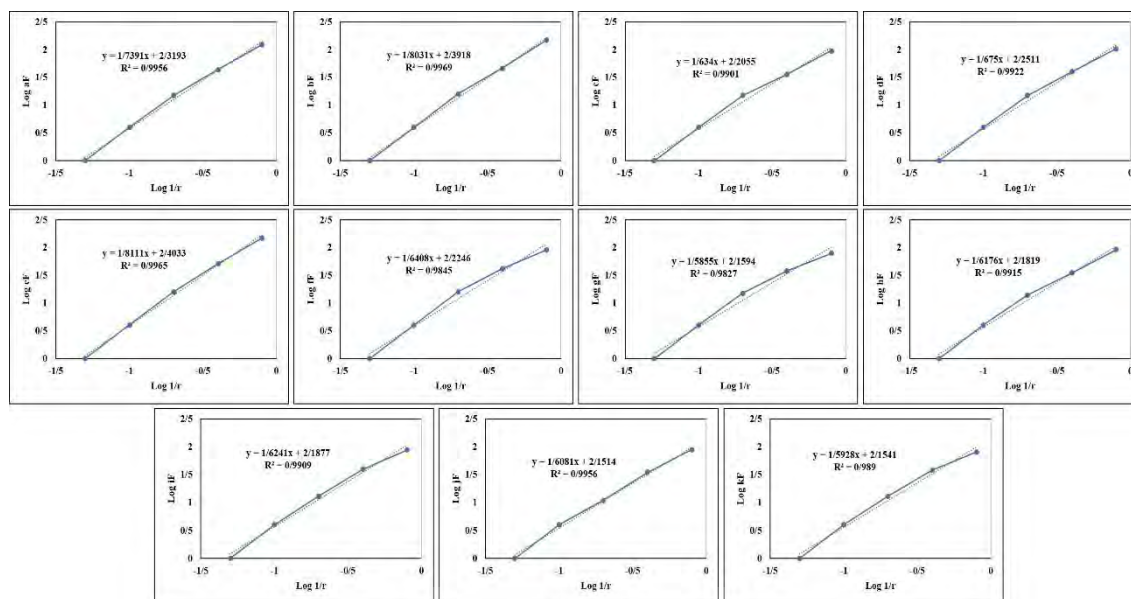 2/5
2
1/5
1
0/5
0
Log aF
y = 1/7391x + 2/3193
R² = 0/9956
-1/5 -1 -0/5 0
Log 1/r
2/5
2
1/5
1
0/5
0
Log bF
y = 1/8031x + 2/3918
R² = 0/9969
-1/5 -1 -0/5 0
Log 1/r
2/5
2
1/5
1
0/5
0
Log cF
y = 1/634x + 2/2055
R² = 0/9901
-1/5 -1 -0/5 0
Log 1/r
2/5
2
1/5
1
0/5
0
Log dF
y = 1/675x + 2/2511
R² = 0/9922
-1/5 -1 -0/5 0
Log 1/r
2/5
2
1/5
1
0/5
0
Log eF
y = 1/8111x + 2/4033
R² = 0/9965
-1/5 -1 -0/5 0
Log 1/r
2/5
2
1/5
1
0/5
0
Log fF
y = 1/6408x + 2/2246
R² = 0/9845
-1/5 -1 -0/5 0
Log 1/r
2/5
2
1/5
1
0/5
0
Log gF
y = 1/5855x + 2/1594
R² = 0/9827
-1/5 -1 -0/5 0
Log 1/r
2/5
2
1/5
1
0/5
0
Log hF
y = 1/6176x + 2/1819
R² = 0/9915
-1/5 -1 -0/5 0
Log 1/r
2/5
2
1/5
1
0/5
0
Log iF
y = 1/6241x + 2/1877
R² = 0/9909
-1/5 -1 -0/5 0
Log 1/r
2/5
2
1/5
1
0/5
0
Log jF
y = 1/6081x + 2/1514
R² = 0/9956
-1/5 -1 -0/5 0
Log 1/r
2/5
2
1/5
1
0/5
0
Log kF
y = 1/5928x + 2/1541
R² = 0/989
-1/5 -1 -0/5 0
Log 1/r